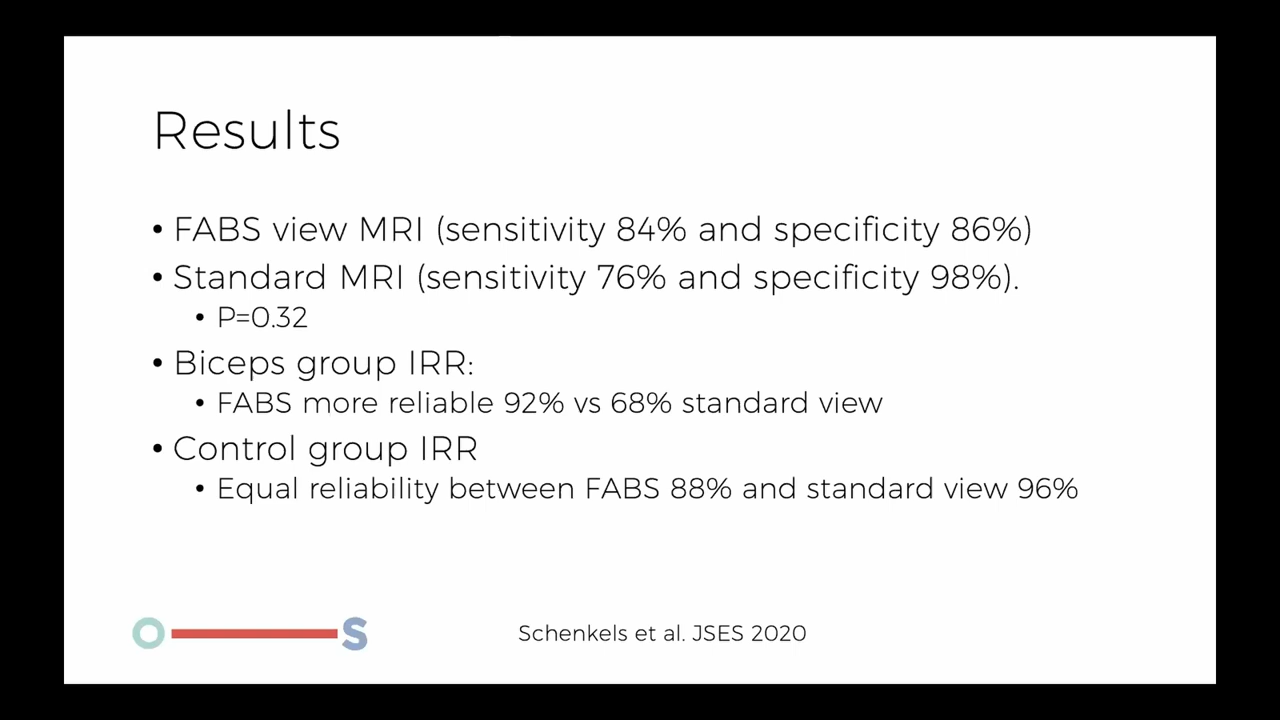 Results
• FABS view MRI (sensitivity 84% and specificity 86%)
• Standard MRI (sensitivity 76% and specificity 98%).
• P=0.32
• Biceps group IRR:
• FABS more reliable 92% vs 68% standard view
• Control group IRR
• Equal reliability between FABS 88% and standard view 96%
O S
Schenkels et al. JSES 2020